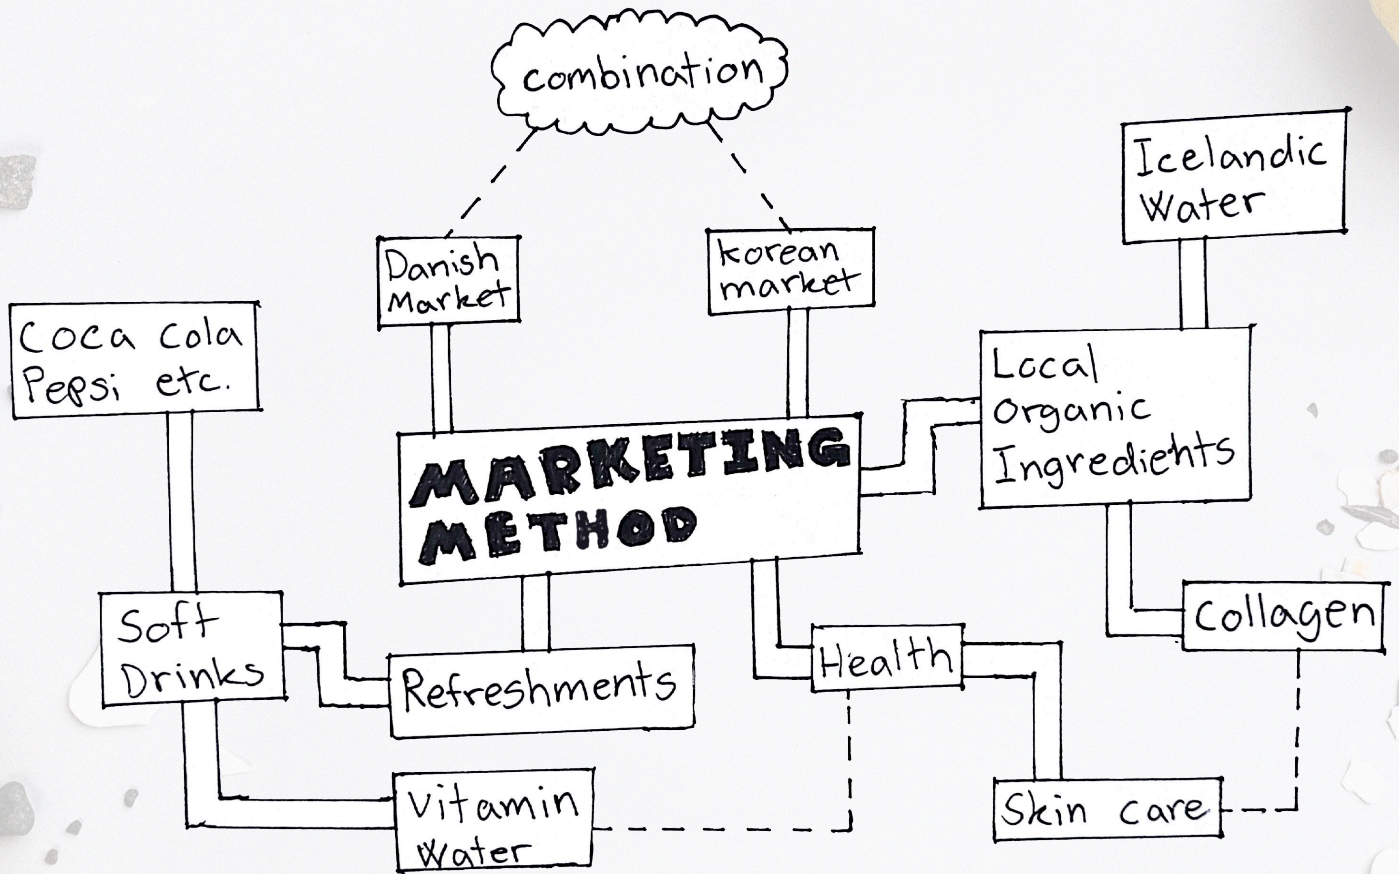 combination
Icelandic
Water
Danish
Market
korean
market
Coca cola
Pepsi etc.
Local
Organic
Ingredients
MARKETING
METHOD
Soft
Drinks
Refreshments
Health
Collagen
Vitamin
Water
Skin care